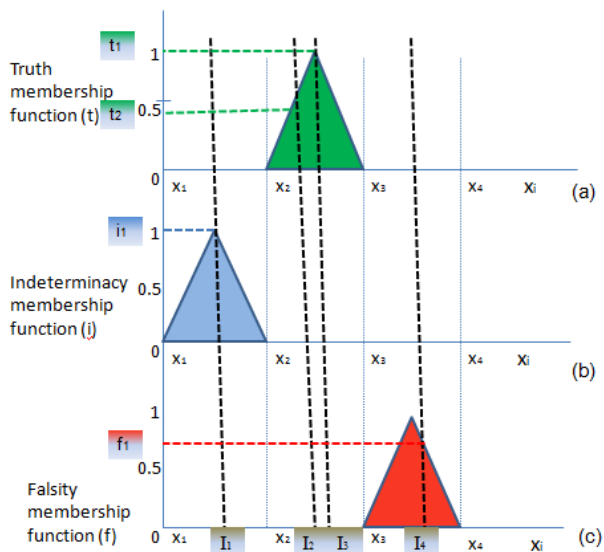 t₁
1
Truth
membership
function (t)
0.5
t₂
0
X₁
X₂
X₃
X₄
Xᵢ
(a)
i₁
1
Indeterminacy
membership
function (i)
0.5
0
X₁
X₂
X₃
X₄
Xᵢ
(b)
1
f₁
0.5
Falsity
membership
function (f)
0
X₁
X₂
X₃
X₄
Xᵢ
(c)
I₁
I₂
I₃
I₄